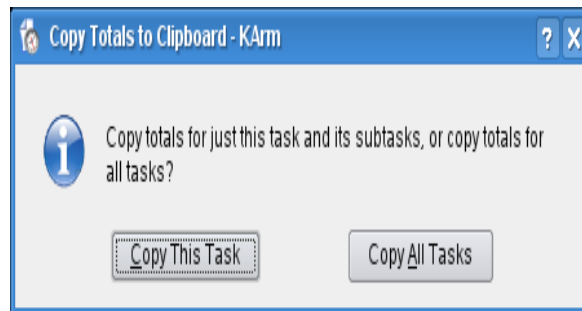 Copy Totals to Clipboard - KArm
?
X
Copy totals for just this task and its subtasks, or copy totals for
all tasks?
Copy This Task
Copy All Tasks